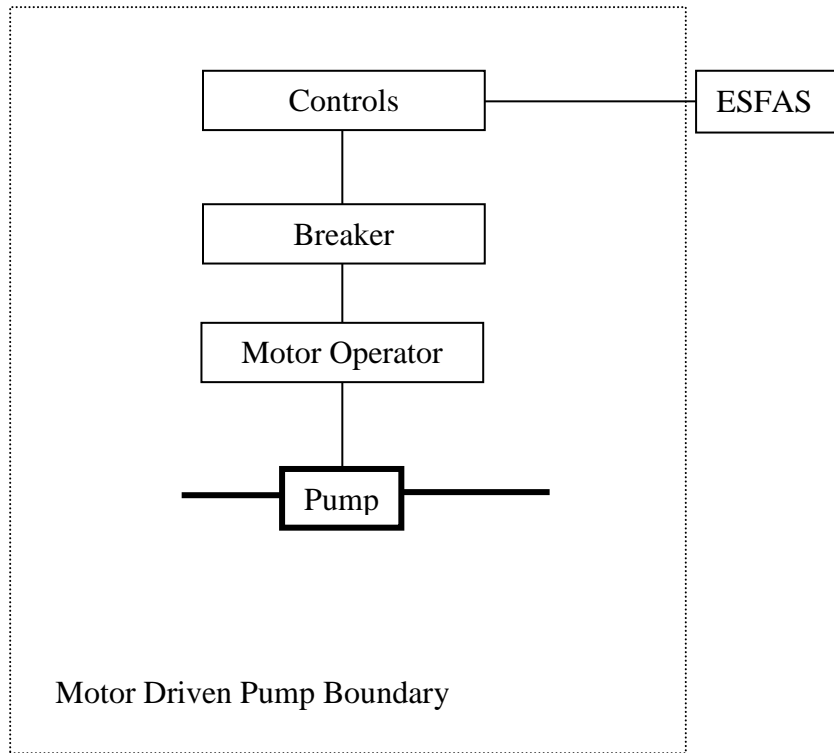 Controls
ESFAS
Breaker
Motor Operator
Pump
Motor Driven Pump Boundary